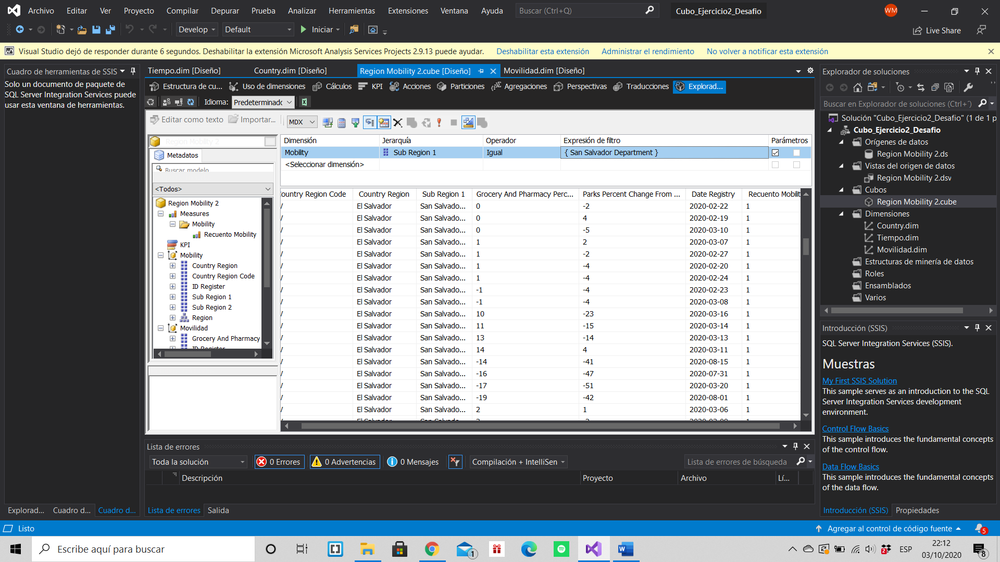 Archivo Editar Ver Proyecto Compilar Depurar Prueba Analizar Herramientas Extensiones Ventana Ayuda Buscar (Ctrl+Q) Cubo_Ejercicio2_Desafio WM
Develop Default Iniciar Live Share
Visual Studio dejó de responder durante 6 segundos. Deshabilitar la extensión Microsoft Analysis Services Projects 2.9.13 puede ayudar. Deshabilitar esta extensión Administrar el rendimiento No volver a notificar esta extensión
Cuadro de herramientas de SSIS
Solo un documento de paquete de
SQL Server Integration Services puede
usar esta ventana de herramientas.
Tiempo.dim [Diseño] Country.dim [Diseño] Region Mobility 2.cube [Diseño] Movilidad.dim [Diseño]
Estructura de cu... Uso de dimensiones Cálculos KPI Acciones Particiones Agregaciones Perspectivas Traducciones Explorad...
Idioma: Predeterminado
Editar como texto Importar... MDX
Region Mobility 2
Metadatos
Buscar modelo
<Todos>
Region Mobility 2
Measures
Mobility
Recuento Mobility
KPI
Mobility
Country Region
Country Region Code
ID Register
Sub Region 1
Sub Region 2
Region
Movilidad
Grocery And Pharmacy
ID Register
Dimensión Jerarquía Operador Expresión de filtro Parámetros
Mobility Sub Region 1 Igual { San Salvador Department }
<Seleccionar dimensión>
ountry Region Code Country Region Sub Region 1 Grocery And Pharmacy Perc... Parks Percent Change From ... Date Registry Recuento Mobilit
V El Salvador San Salvado... 0 -2 2020-02-22 1
V El Salvador San Salvado... 0 4 2020-02-19 1
V El Salvador San Salvado... 0 -5 2020-03-10 1
V El Salvador San Salvado... 1 2 2020-03-07 1
V El Salvador San Salvado... 1 -2 2020-02-27 1
V El Salvador San Salvado... 1 -4 2020-02-20 1
V El Salvador San Salvado... 1 -4 2020-02-24 1
V El Salvador San Salvado... -1 -4 2020-02-23 1
V El Salvador San Salvado... -1 -4 2020-03-08 1
V El Salvador San Salvado... 10 -23 2020-03-16 1
V El Salvador San Salvado... 11 -15 2020-03-14 1
V El Salvador San Salvado... 13 -14 2020-03-13 1
V El Salvador San Salvado... 14 4 2020-03-11 1
V El Salvador San Salvado... -14 -41 2020-08-15 1
V El Salvador San Salvado... -16 -47 2020-07-31 1
V El Salvador San Salvado... -17 -51 2020-03-20 1
V El Salvador San Salvado... -19 -42 2020-08-01 1
V El Salvador San Salvado... 2 1 2020-03-06 1
Explorador de soluciones
Buscar en Explorador de soluciones (Ctrl+´)
Solución "Cubo_Ejercicio2_Desafio" (1 de 1 p
Cubo_Ejercicio2_Desafio
Orígenes de datos
Region Mobility 2.ds
Vistas del origen de datos
Region Mobility 2.dsv
Cubos
Region Mobility 2.cube
Dimensiones
Country.dim
Tiempo.dim
Movilidad.dim
Estructuras de minería de datos
Roles
Ensamblados
Varios
Introducción (SSIS)
SQL Server Integration Services (SSIS).
Muestras
My First SSIS Solution
This sample serves as an introduction to the SQL
Server Integration Services development
environment.
Control Flow Basics
This sample introduces the fundamental concepts
of the control flow.
Data Flow Basics
This sample introduces the fundamental concepts
of the data flow.
Introducción (SSIS) Propiedades
Lista de errores
Toda la solución 0 Errores 0 Advertencias 0 Mensajes Compilación + IntelliSen Lista de errores de búsqueda
Descripción Proyecto Archivo Lí...
Explorad... Cuadro d... Cuadro d... Lista de errores Salida
Listo Agregar al control de código fuente 5
Escribe aquí para buscar 1 2 ESP 22:12
03/10/2020 8